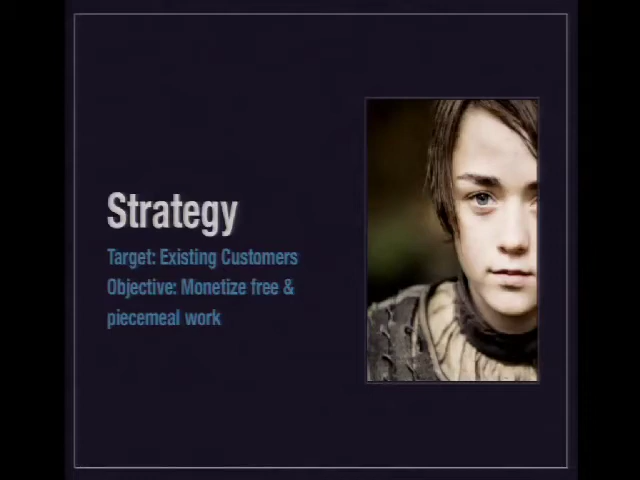 Strategy
Target: Existing Customers
Objective: Monetize free &
piecemeal work